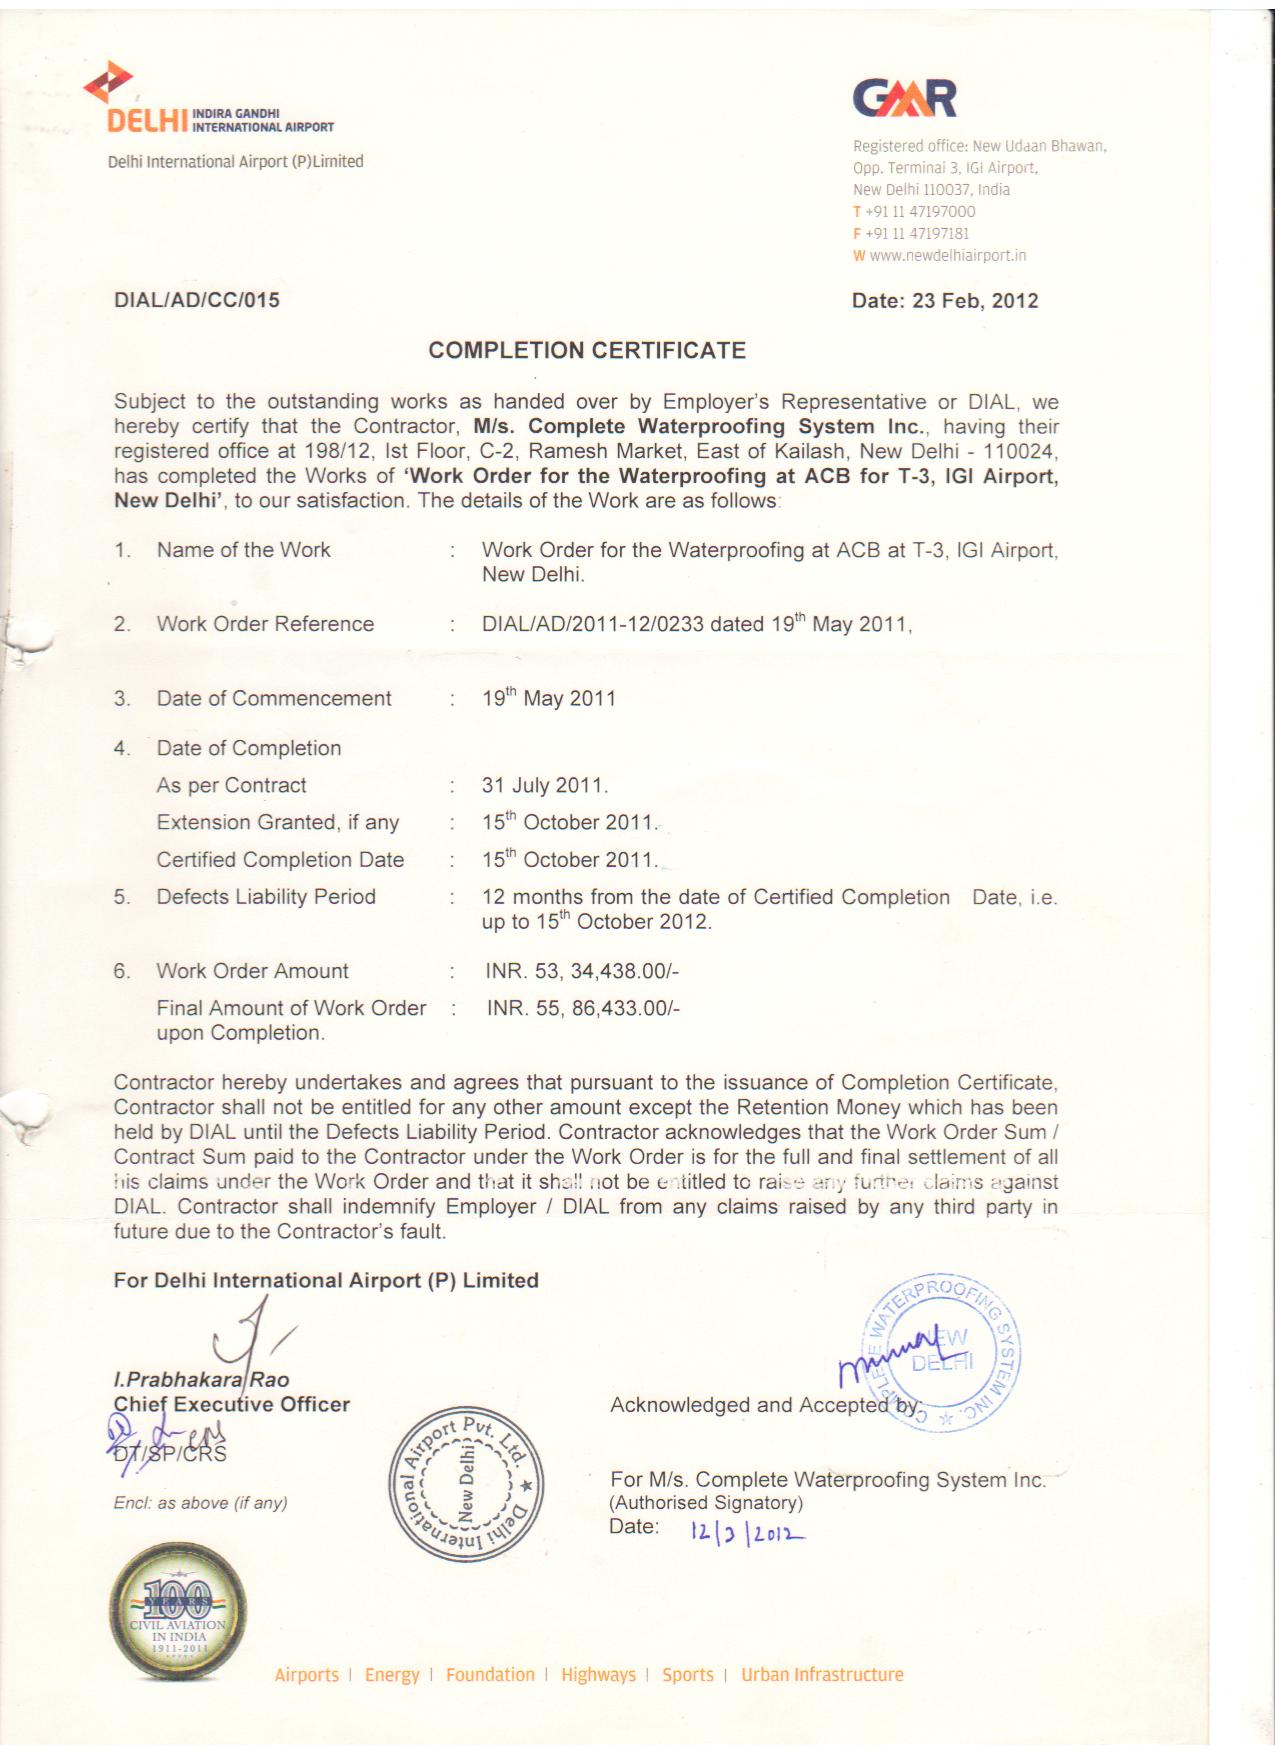 DELHI INDIRA GANDHI
INTERNATIONAL AIRPORT
Delhi International Airport (P)Limited
GMR
Registered office: New Udaan Bhawan,
Opp. Terminal 3, IGI Airport,
New Delhi 110037, India
T +91 11 47197000
F +91 11 47197181
W www.newdelhiairport.in
DIAL/AD/CC/015 Date: 23 Feb, 2012
COMPLETION CERTIFICATE
Subject to the outstanding works as handed over by Employer's Representative or DIAL, we
hereby certify that the Contractor, M/s. Complete Waterproofing System Inc., having their
registered office at 198/12, Ist Floor, C-2, Ramesh Market, East of Kailash, New Delhi - 110024,
has completed the Works of 'Work Order for the Waterproofing at ACB for T-3, IGI Airport,
New Delhi', to our satisfaction. The details of the Work are as follows:
1. Name of the Work : Work Order for the Waterproofing at ACB at T-3, IGI Airport,
New Delhi.
2. Work Order Reference : DIAL/AD/2011-12/0233 dated 19th May 2011,
3. Date of Commencement : 19th May 2011
4. Date of Completion
As per Contract : 31 July 2011.
Extension Granted, if any : 15th October 2011.
Certified Completion Date : 15th October 2011.
5. Defects Liability Period : 12 months from the date of Certified Completion Date, i.e.
up to 15th October 2012.
6. Work Order Amount : INR. 53, 34,438.00/-
Final Amount of Work Order : INR. 55, 86,433.00/-
upon Completion.
Contractor hereby undertakes and agrees that pursuant to the issuance of Completion Certificate,
Contractor shall not be entitled for any other amount except the Retention Money which has been
held by DIAL until the Defects Liability Period. Contractor acknowledges that the Work Order Sum /
Contract Sum paid to the Contractor under the Work Order is for the full and final settlement of all
his claims under the Work Order and that it shall not be entitled to raise any further claims against
DIAL. Contractor shall indemnify Employer / DIAL from any claims raised by any third party in
future due to the Contractor's fault.
For Delhi International Airport (P) Limited
I.Prabhakara Rao
Chief Executive Officer
DT/SP/CRS
Encl: as above (if any)
Delhi International Airport Pvt. Ltd. ★
New Delhi
COMPLETE WATERPROOFING SYSTEM INC. ★
NEW
DELHI
Acknowledged and Accepted by:
For M/s. Complete Waterproofing System Inc.
(Authorised Signatory)
Date: 12/3/2012
100
YEARS
CIVIL AVIATION
IN INDIA
1911-2011
Airports | Energy | Foundation | Highways | Sports | Urban Infrastructure